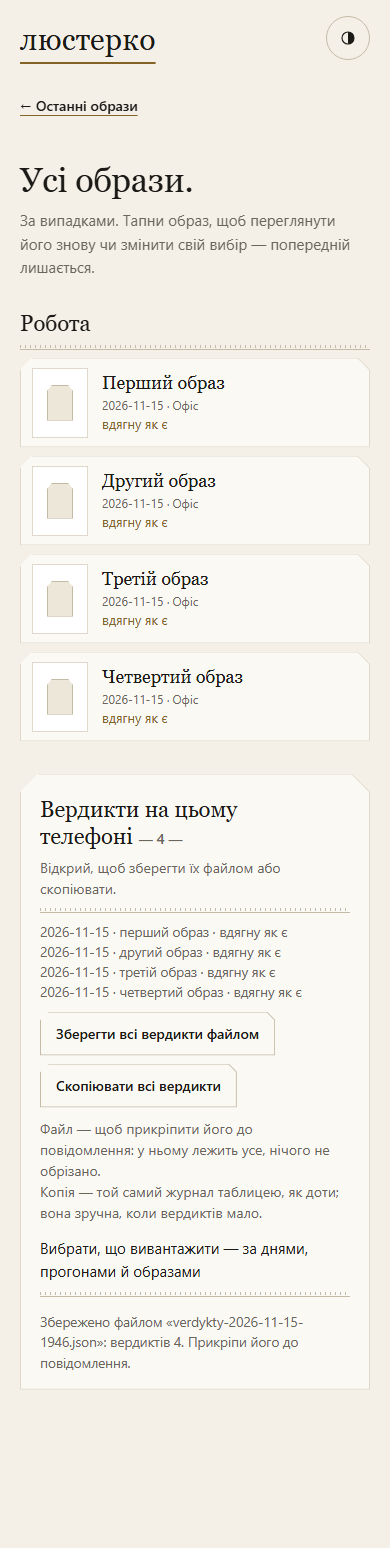 люстерко
← Останні образи
Усі образи.
За випадками. Тапни образ, щоб переглянути
його знову чи змінити свій вибір — попередній
лишається.
Робота
Перший образ
2026-11-15 · Офіс
вдягну як є
Другий образ
2026-11-15 · Офіс
вдягну як є
Третій образ
2026-11-15 · Офіс
вдягну як є
Четвертий образ
2026-11-15 · Офіс
вдягну як є
Вердикти на цьому
телефоні — 4 —
Відкрий, щоб зберегти їх файлом або
скопіювати.
2026-11-15 · перший образ · вдягну як є
2026-11-15 · другий образ · вдягну як є
2026-11-15 · третій образ · вдягну як є
2026-11-15 · четвертий образ · вдягну як є
Зберегти всі вердикти файлом
Скопіювати всі вердикти
Файл — щоб прикріпити його до
повідомлення: у ньому лежить усе, нічого не
обрізано.
Копія — той самий журнал таблицею, як доти;
вона зручна, коли вердиктів мало.
Вибрати, що вивантажити — за днями,
прогонами й образами
Збережено файлом «verdykty-2026-11-15-
1946.json»: вердиктів 4. Прикріпи його до
повідомлення.